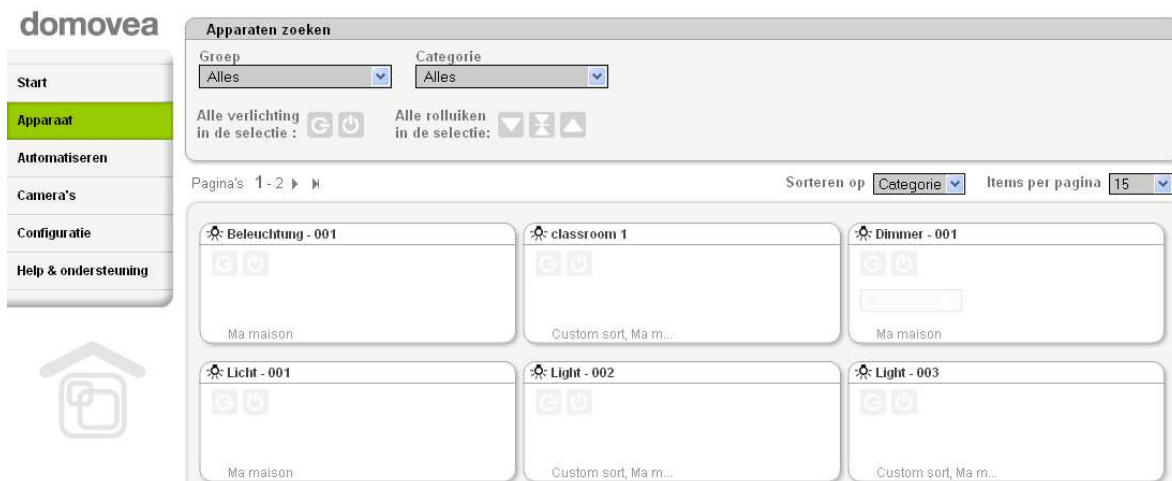 domovea
Start
Apparaat
Automatiseren
Camera's
Configuratie
Help & ondersteuning
Apparaten zoeken
Groep
Alles
Categorie
Alles
Alle verlichting
in de selectie :
Alle rolluiken
in de selectie:
Pagina's 1 - 2
Sorteren op Categorie
Items per pagina 15
Beleuchtung - 001
Ma maison
classroom 1
Custom sort, Ma m...
Dimmer - 001
Ma maison
Licht - 001
Ma maison
Light - 002
Custom sort, Ma m...
Light - 003
Custom sort, Ma m...